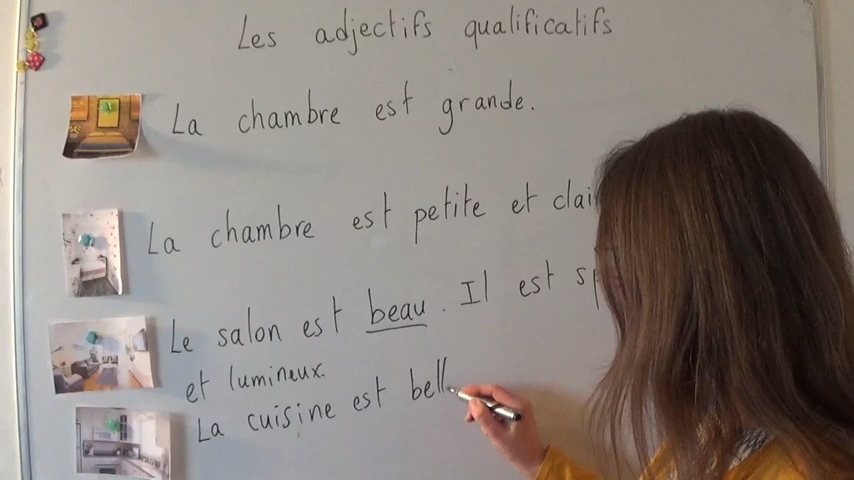 Les adjectifs qualificatifs
La chambre est grande.
La chambre est petite et clai
Le salon est beau. Il est sp
et lumineux.
La cuisine est bell